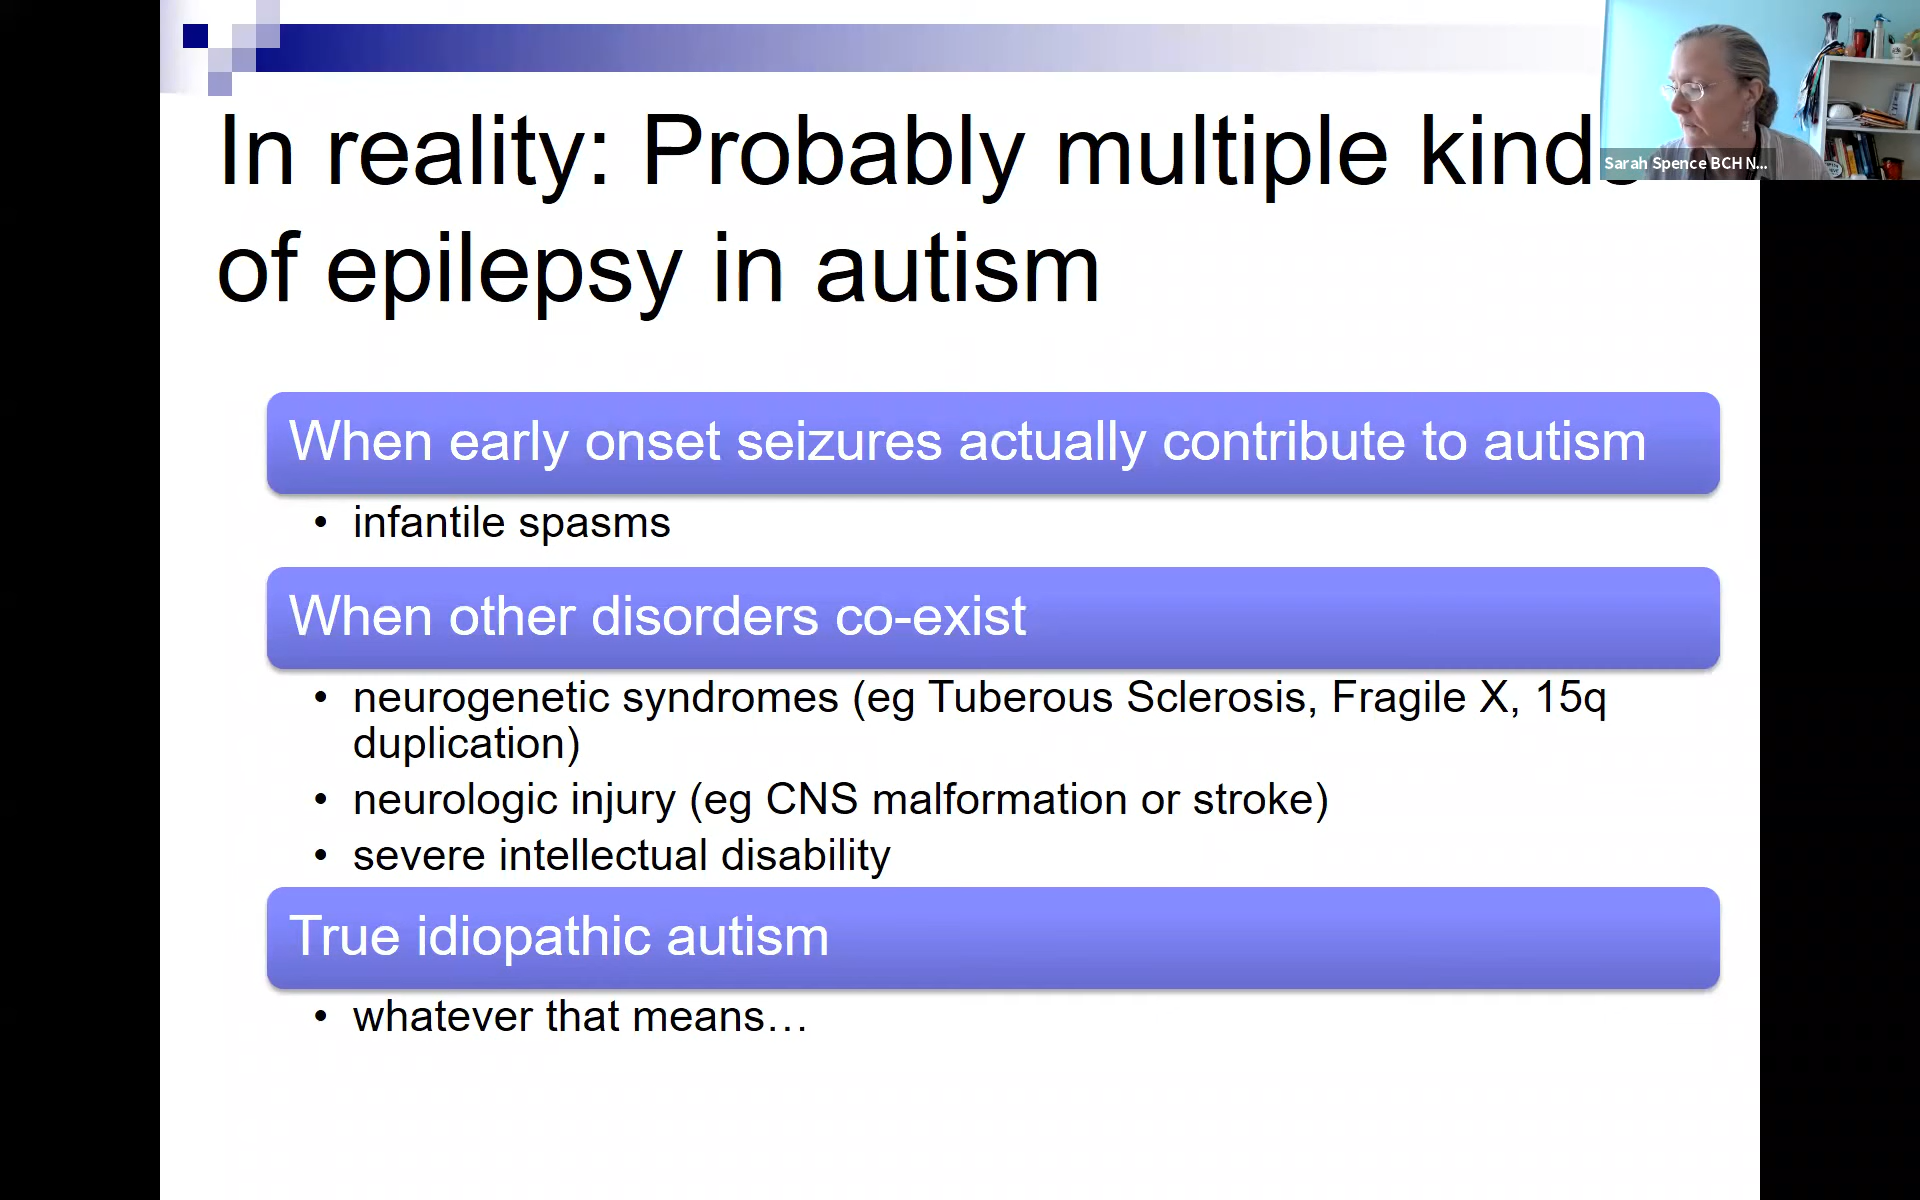 In reality: Probably multiple kind
of epilepsy in autism
Sarah Spence BCH N...
When early onset seizures actually contribute to autism
• infantile spasms
When other disorders co-exist
• neurogenetic syndromes (eg Tuberous Sclerosis, Fragile X, 15q
duplication)
• neurologic injury (eg CNS malformation or stroke)
• severe intellectual disability
True idiopathic autism
• whatever that means…